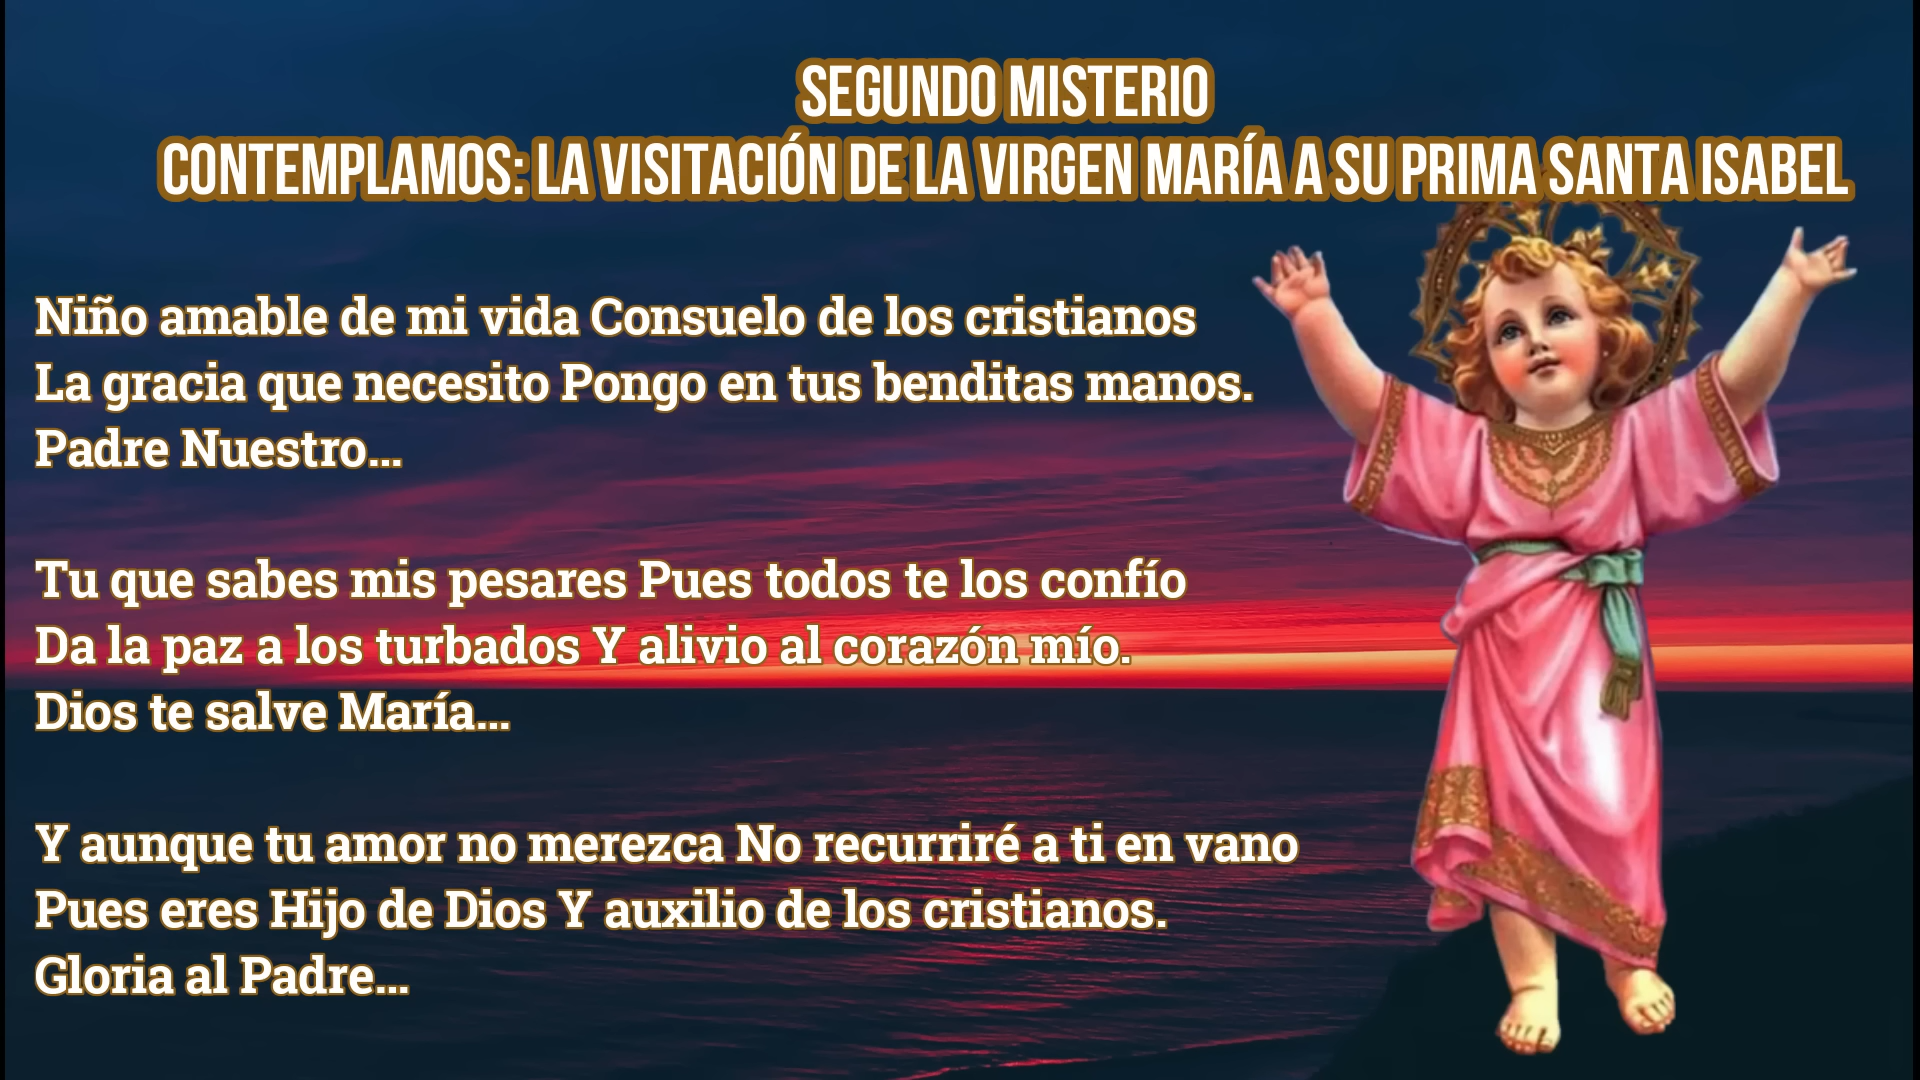 SEGUNDO MISTERIO
CONTEMPLAMOS: LA VISITACIÓN DE LA VIRGEN MARÍA A SU PRIMA SANTA ISABEL
Niño amable de mi vida Consuelo de los cristianos
La gracia que necesito Pongo en tus benditas manos.
Padre Nuestro...
Tu que sabes mis pesares Pues todos te los confío
Da la paz a los turbados Y alivio al corazón mío.
Dios te salve María...
Y aunque tu amor no merezca No recurriré a ti en vano
Pues eres Hijo de Dios Y auxilio de los cristianos.
Gloria al Padre...